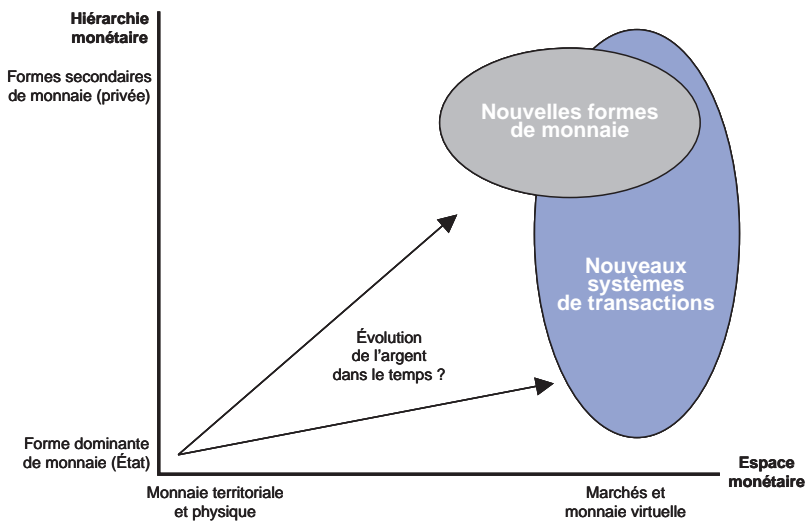 Hiérarchie
monétaire
Formes secondaires
de monnaie (privée)
Nouvelles formes
de monnaie
Nouveaux
systèmes
de transactions
Évolution
de l'argent
dans le temps ?
Forme dominante
de monnaie (État)
Espace
monétaire
Monnaie territoriale
et physique
Marchés et
monnaie virtuelle